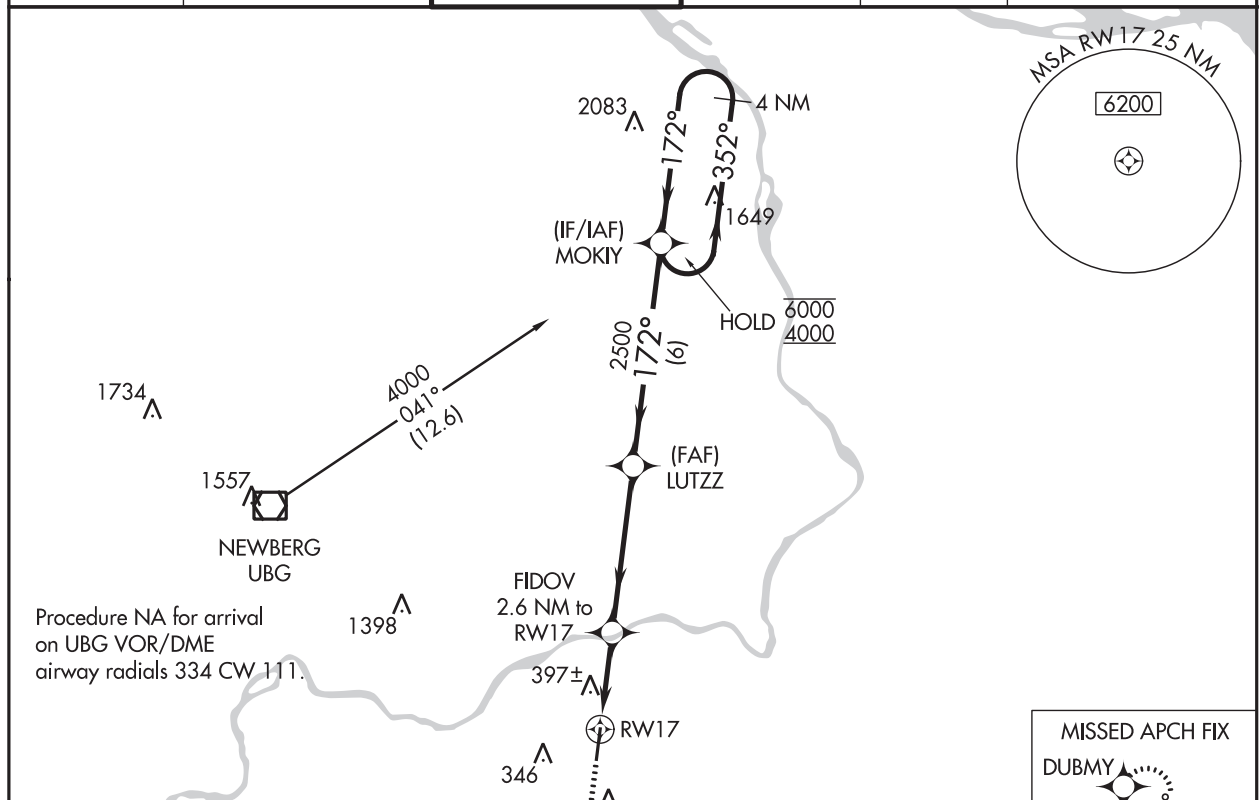 MSA RW17 25 NM
6200
2083
4 NM
172°
352°
1649
(IF/IAF)
MOKIY
HOLD
6000
4000
2500
172°
(6)
4000
041°
(12.6)
1734
(FAF)
LUTZZ
1557
NEWBERG
UBG
FIDOV
2.6 NM to
RW17
Procedure NA for arrival
on UBG VOR/DME
airway radials 334 CW 111.
1398
397±
RW17
346
MISSED APCH FIX
DUBMY